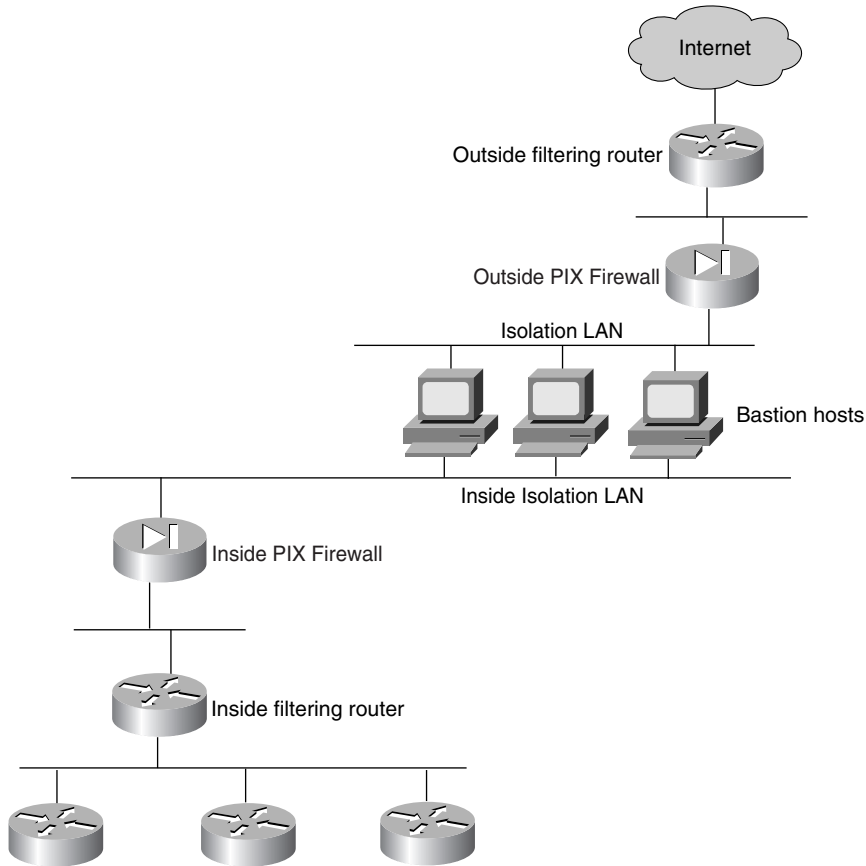 Internet
Outside filtering router
Outside PIX Firewall
Isolation LAN
Bastion hosts
Inside Isolation LAN
Inside PIX Firewall
Inside filtering router